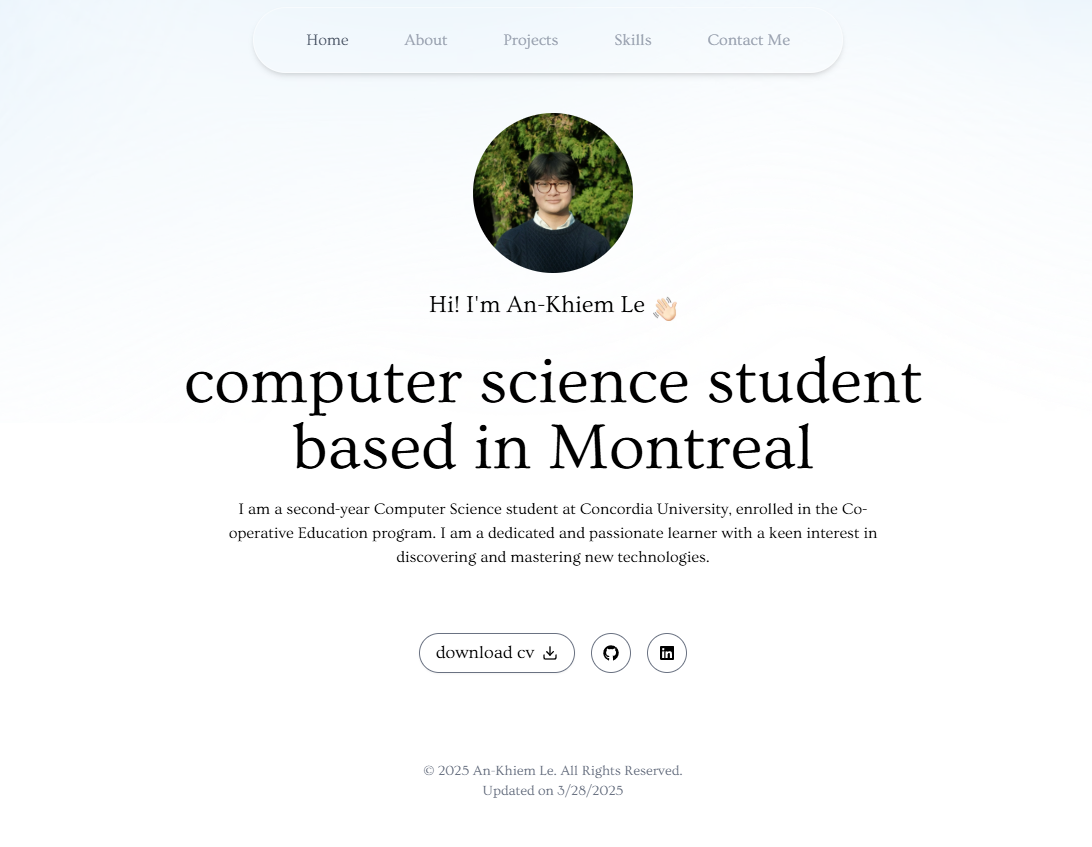 Home About Projects Skills Contact Me
Hi! I'm An-Khiem Le 👋🏻
computer science student
based in Montreal
I am a second-year Computer Science student at Concordia University, enrolled in the Co-
operative Education program. I am a dedicated and passionate learner with a keen interest in
discovering and mastering new technologies.
download cv
© 2025 An-Khiem Le. All Rights Reserved.
Updated on 3/28/2025